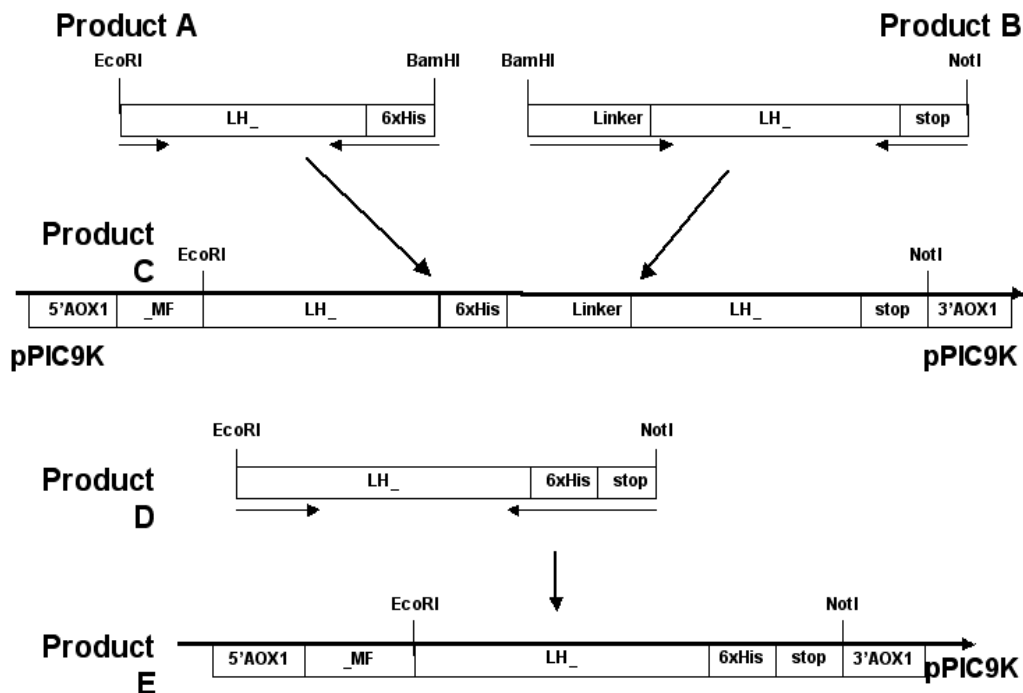 Product A
Product B
EcoRI
BamHI
BamHI
NotI
LH_
6xHis
Linker
LH_
stop
Product
C
EcoRI
NotI
5'AOX1
_MF
LH_
6xHis
Linker
LH_
stop
3'AOX1
pPIC9K
pPIC9K
EcoRI
NotI
Product
D
LH_
6xHis
stop
EcoRI
NotI
Product
E
5'AOX1
_MF
LH_
6xHis
stop
3'AOX1
pPIC9K